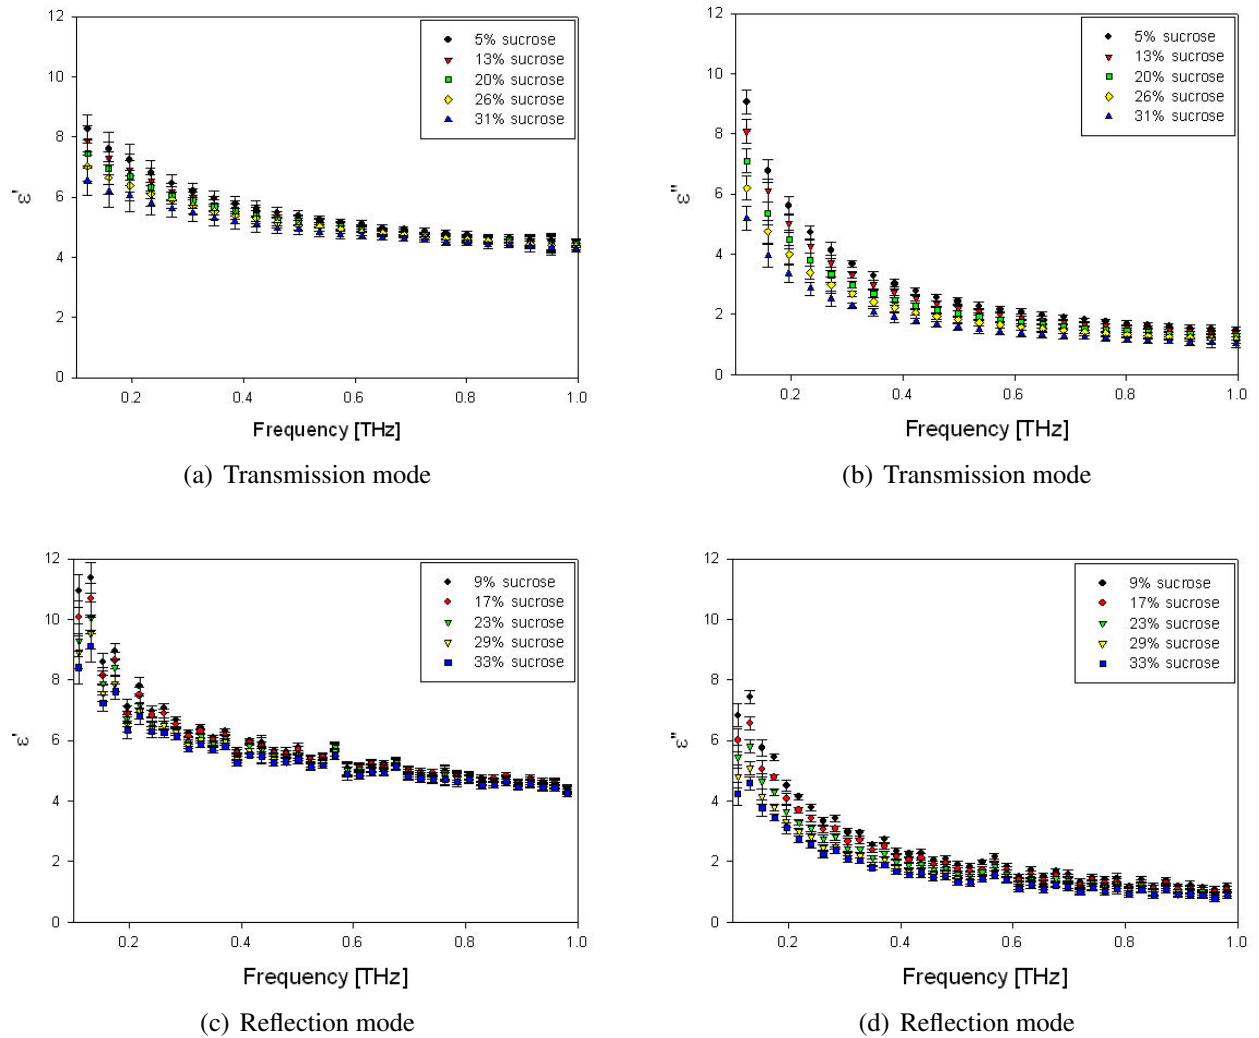 12
10
8
6
4
2
0
ε'
0.2 0.4 0.6 0.8 1.0
Frequency [THz]
5% sucrose
13% sucrose
20% sucrose
26% sucrose
31% sucrose
(a) Transmission mode
12
10
8
6
4
2
0
ε"
0.2 0.4 0.6 0.8 1.0
Frequency [THz]
5% sucrose
13% sucrose
20% sucrose
26% sucrose
31% sucrose
(b) Transmission mode
12
10
8
6
4
2
0
ε'
0.2 0.4 0.6 0.8 1.0
Frequency [THz]
9% sucrose
17% sucrose
23% sucrose
29% sucrose
33% sucrose
(c) Reflection mode
12
10
8
6
4
2
0
ε"
0.2 0.4 0.6 0.8 1.0
Frequency [THz]
9% sucrose
17% sucrose
23% sucrose
29% sucrose
33% sucrose
(d) Reflection mode